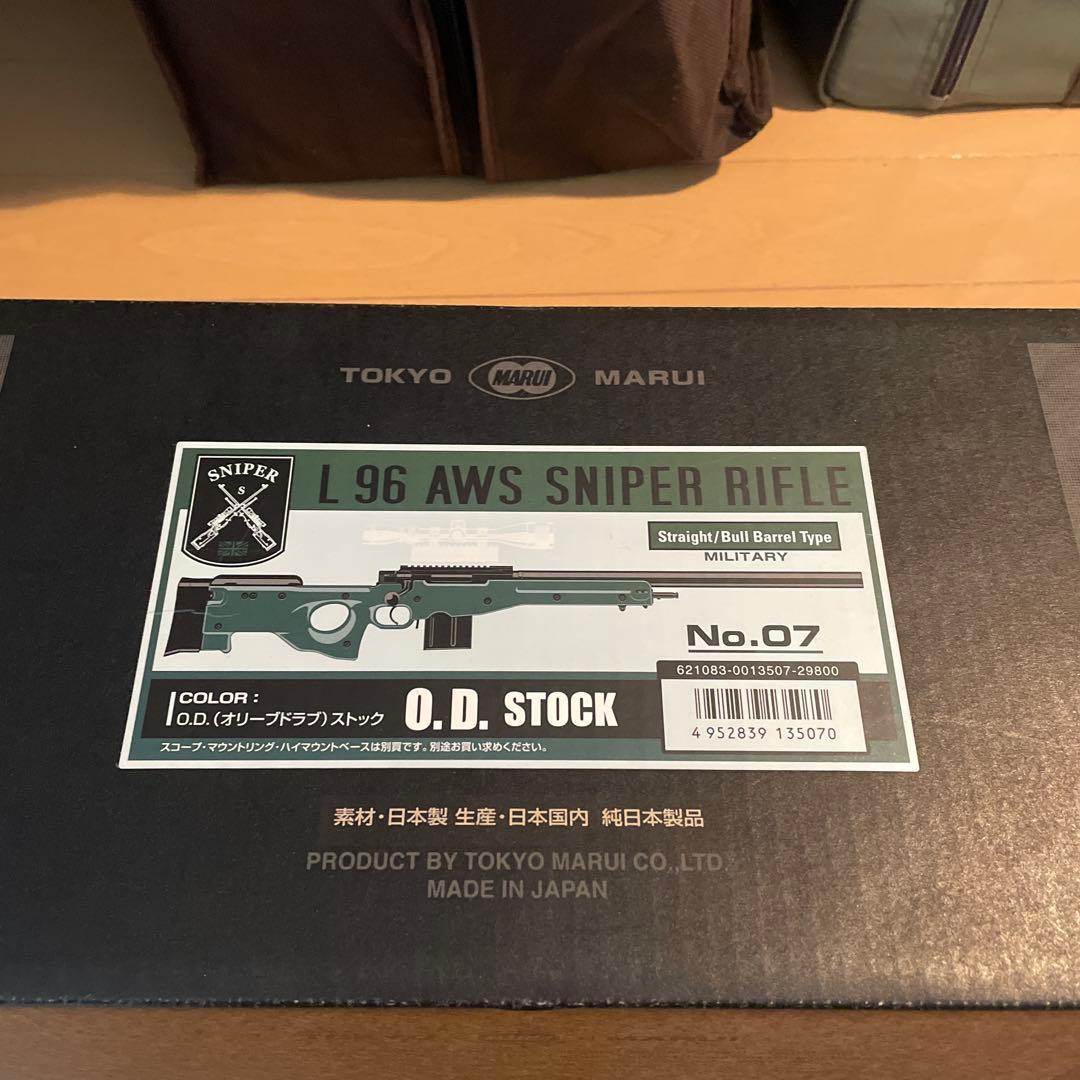 TOKYO MARUI MARUI
SNIPER
S
L 96 AWS SNIPER RIFLE
Straight/Bull Barrel Type
MILITARY
No.07
621083-0013507-29800
4 952839 135070
COLOR :
O.D.(オリーブドラブ)ストック
O.D. STOCK
スコープ・マウントリング・ハイマウントベースは別買です。別途お買い求めください。
素材・日本製 生産・日本国内 純日本製品
PRODUCT BY TOKYO MARUI CO.,LTD.
MADE IN JAPAN